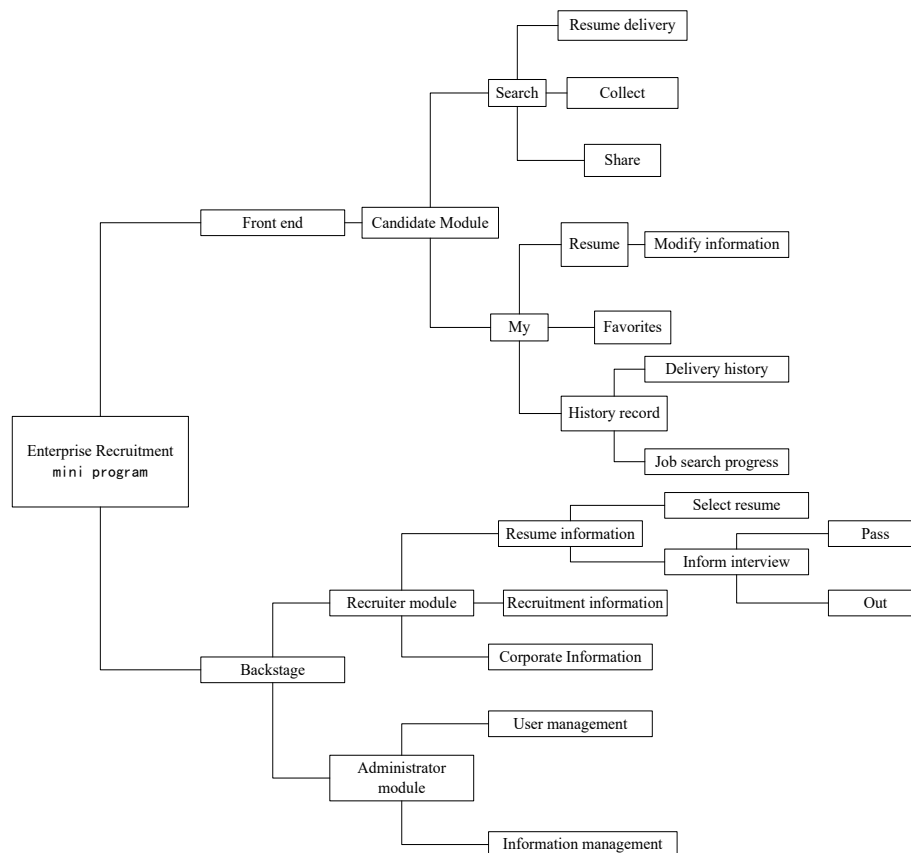 Resume delivery
Search
Collect
Share
Front end
Candidate Module
Resume
Modify information
My
Favorites
Delivery history
History record
Job search progress
Enterprise Recruitment
mini program
Select resume
Resume information
Pass
Inform interview
Recruiter module
Recruitment information
Out
Corporate Information
Backstage
User management
Administrator
module
Information management